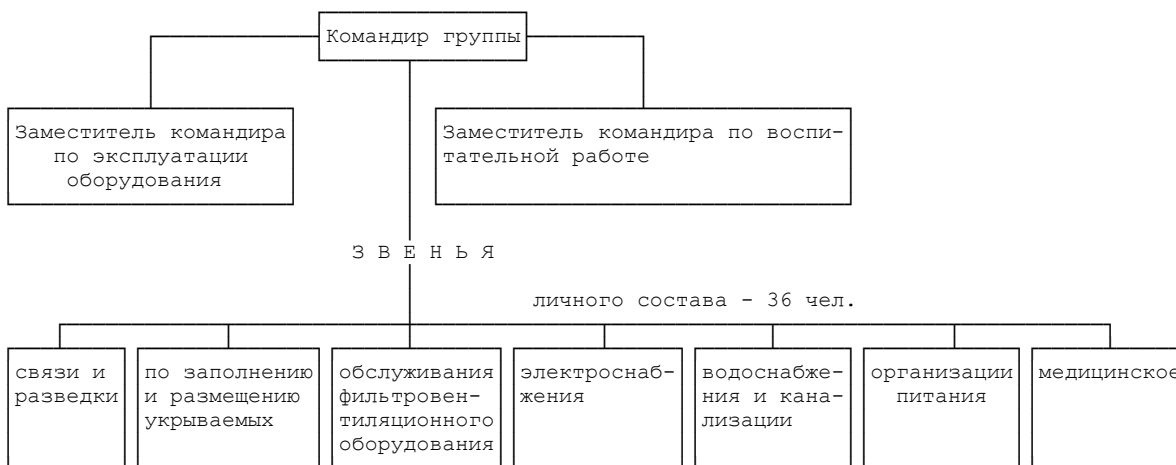 Командир группы
Заместитель командира
по эксплуатации
оборудования
Заместитель командира по воспи-
тательной работе
З В Е Н Ь Я
личного состава - 36 чел.
связи и
разведки
по заполнению
и размещению
укрываемых
обслуживания
фильтровен-
тиляционного
оборудования
электроснаб-
жения
водоснабже-
ния и кана-
лизации
организации
питания
медицинское